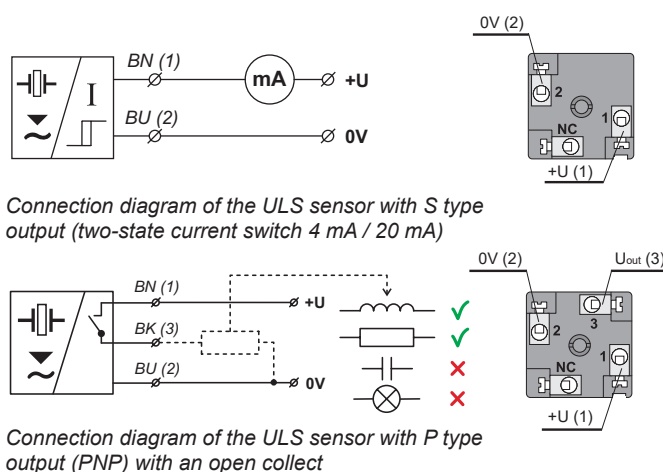 0V (2)
BN (1)
mA
+U
I
BU (2)
0V
2
1
NC
+U (1)
Connection diagram of the ULS sensor with S type
output (two-state current switch 4 mA / 20 mA)
0V (2)
Uout (3)
BN (1)
+U
BK (3)
BU (2)
0V
3
2
1
NC
+U (1)
Connection diagram of the ULS sensor with P type
output (PNP) with an open collect